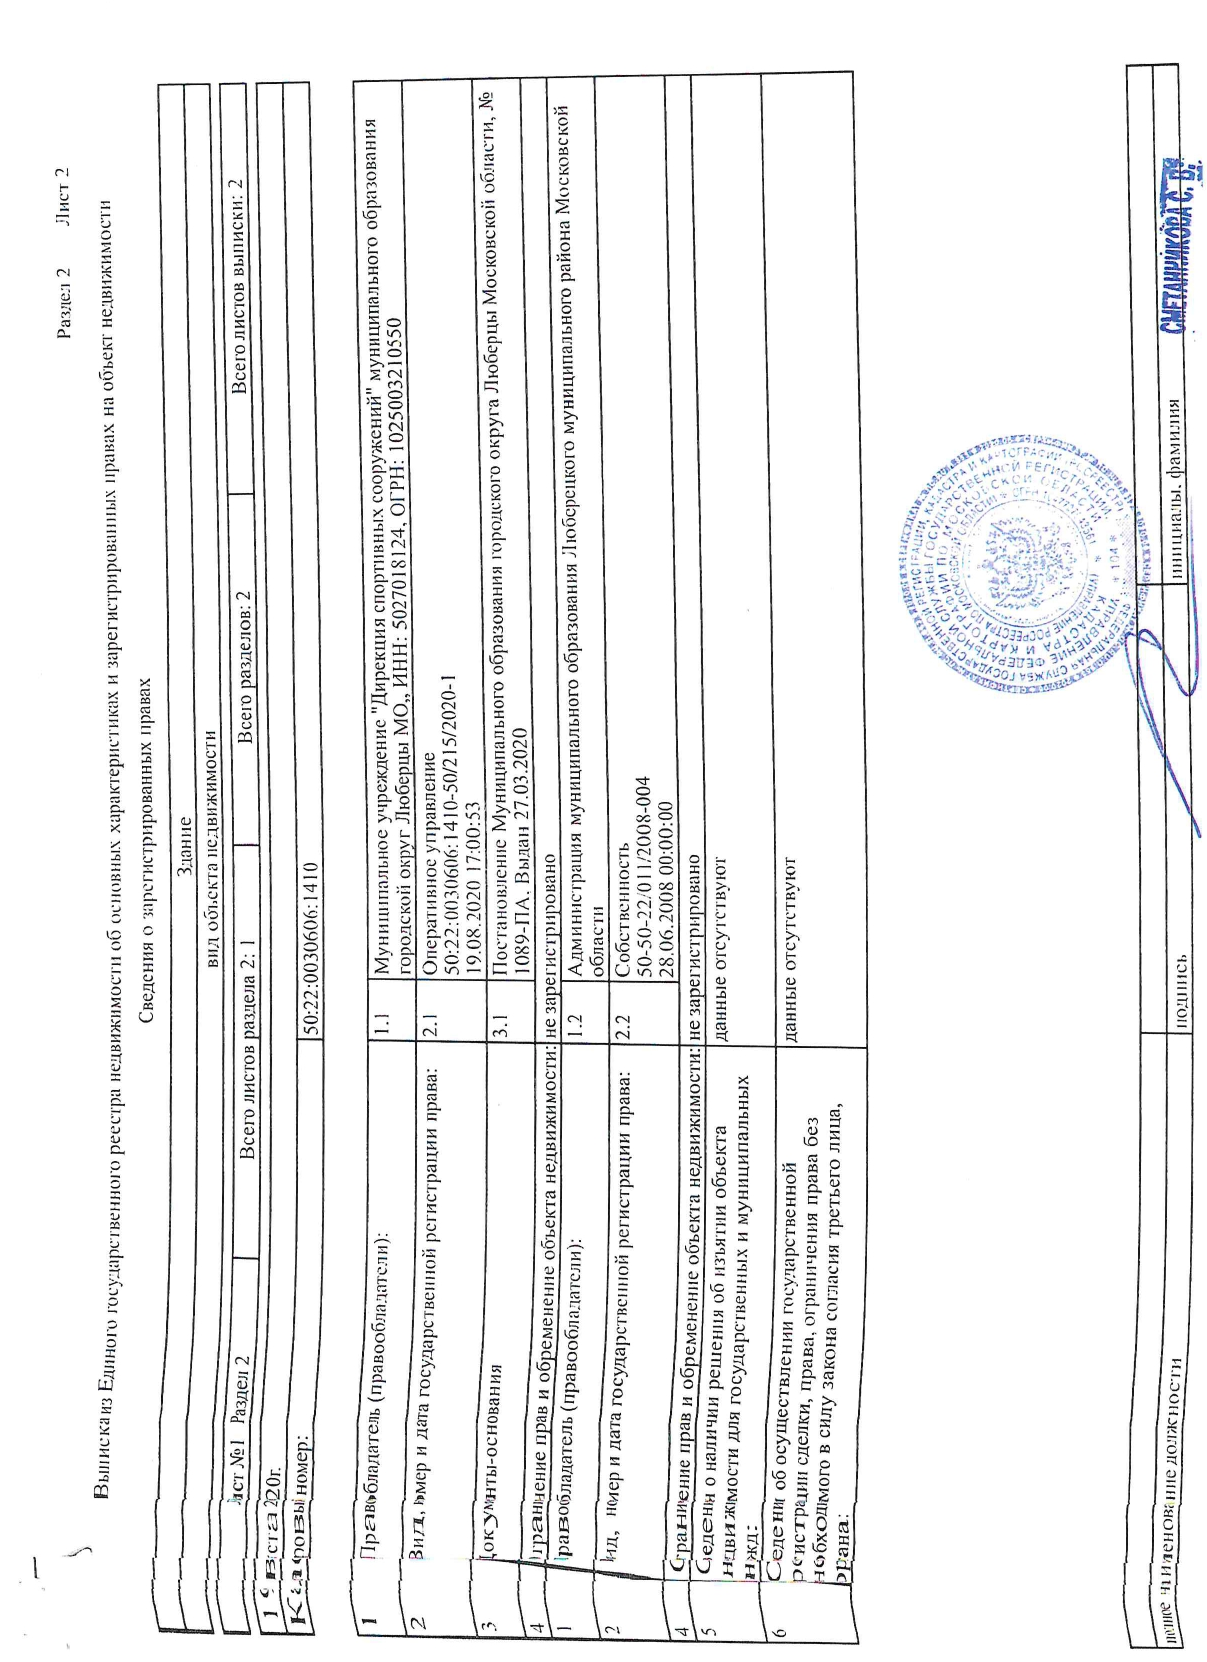 Раздел 2 Лист 2
Выписка из Единого государственного реестра недвижимости об основных характеристиках и зарегистрированных правах на объект недвижимости
Сведения о зарегистрированных правах
Здание
вид объекта недвижимости
Лист №1 Раздел 2 Всего листов раздела 2: 1 Всего разделов: 2 Всего листов выписки: 2
20г.
номер: 50:22:0030606:1410
1 Правообладатель (правообладатели): 1.1 Муниципальное учреждение "Дирекция спортивных сооружений" муниципального образования
городской округ Люберцы МО,, ИНН: 5027018124, ОГРН: 1025003210550
2 Вид, номер и дата государственной регистрации права: 2.1 Оперативное управление
50:22:0030606:1410-50/215/2020-1
19.08.2020 17:00:53
3 Документы-основания 3.1 Постановление Муниципального образования городского округа Люберцы Московской области, №
1089-ПА. Выдан 27.03.2020
4 Ограничение прав и обременение объекта недвижимости: не зарегистрировано
1 Правообладатель (правообладатели): 1.2 Администрация муниципального образования Люберецкого муниципального района Московской
области
2 Вид, номер и дата государственной регистрации права: 2.2 Собственность
50-50-22/011/2008-004
28.06.2008 00:00:00
4 Ограничение прав и обременение объекта недвижимости: не зарегистрировано
5 Сведения о наличии решения об изъятии объекта данные отсутствуют
недвижимости для государственных и муниципальных
нужд:
6 Сведения об осуществлении государственной данные отсутствуют
регистрации сделки, права, ограничения права без
необходимого в силу закона согласия третьего лица,
органа:
СМЕТАННИКОВА С. В.
полное наименование должности подпись инициалы, фамилия